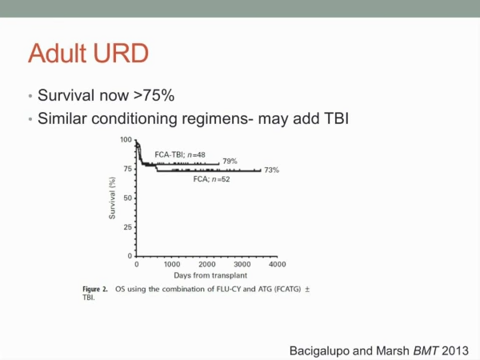 Adult URD
• Survival now >75%
• Similar conditioning regimens- may add TBI
100
75
50
25
0
Survival (%)
FCA-TBI; n=48
79%
73%
FCA; n=52
0 1000 2000 3000 4000
Days from transplant
Figure 2. OS using the combination of FLU-CY and ATG (FCATG) ±
TBI.
Bacigalupo and Marsh BMT 2013